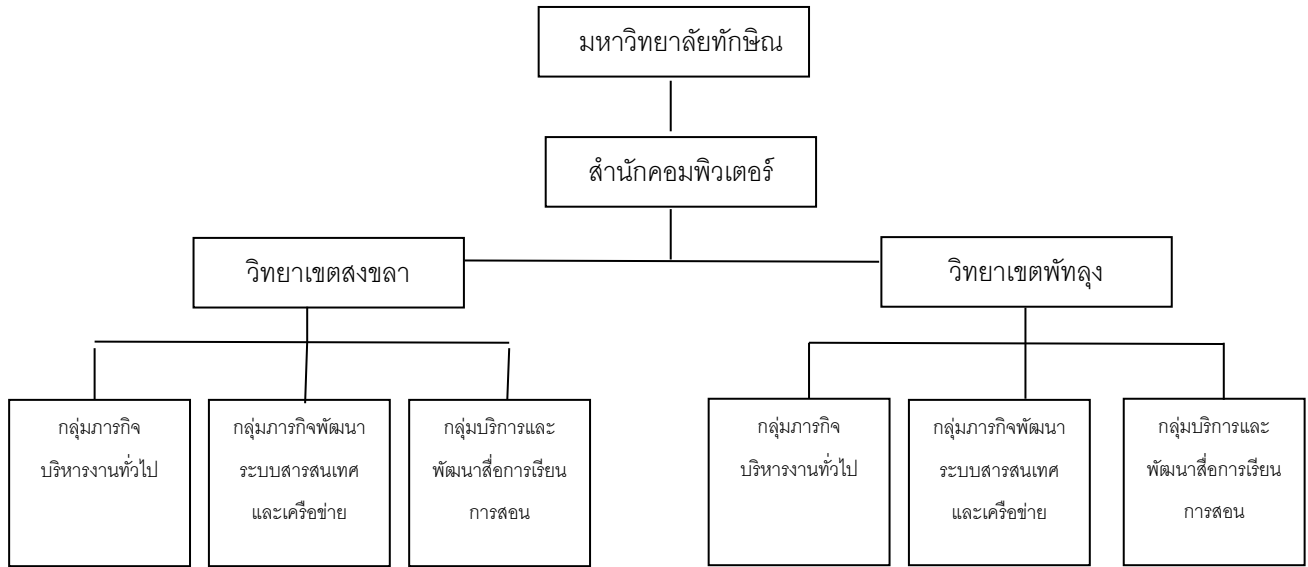 มหาวิทยาลัยทักษิณ
สำนักคอมพิวเตอร์
วิทยาเขตสงขลา
วิทยาเขตพัทลุง
กลุ่มภารกิจ
บริหารงานทั่วไป
กลุ่มภารกิจพัฒนา
ระบบสารสนเทศ
และเครือข่าย
กลุ่มบริการและ
พัฒนาสื่อการเรียน
การสอน
กลุ่มภารกิจ
บริหารงานทั่วไป
กลุ่มภารกิจพัฒนา
ระบบสารสนเทศ
และเครือข่าย
กลุ่มบริการและ
พัฒนาสื่อการเรียน
การสอน